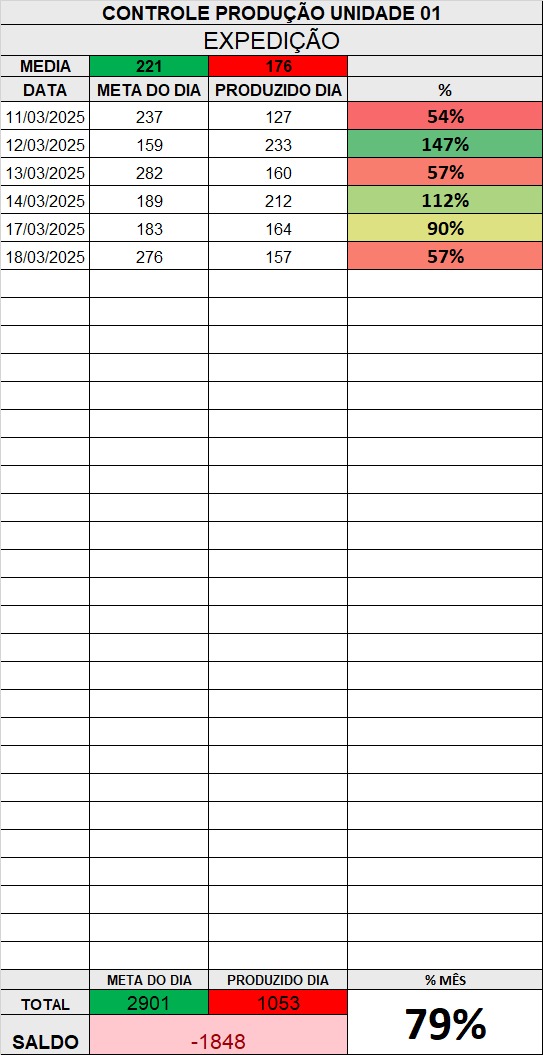 CONTROLE PRODUÇÃO UNIDADE 01
EXPEDIÇÃO
MEDIA 221 176
DATA META DO DIA PRODUZIDO DIA %
11/03/2025 237 127 54%
12/03/2025 159 233 147%
13/03/2025 282 160 57%
14/03/2025 189 212 112%
17/03/2025 183 164 90%
18/03/2025 276 157 57%
META DO DIA PRODUZIDO DIA % MÊS
TOTAL 2901 1053
79%
SALDO -1848